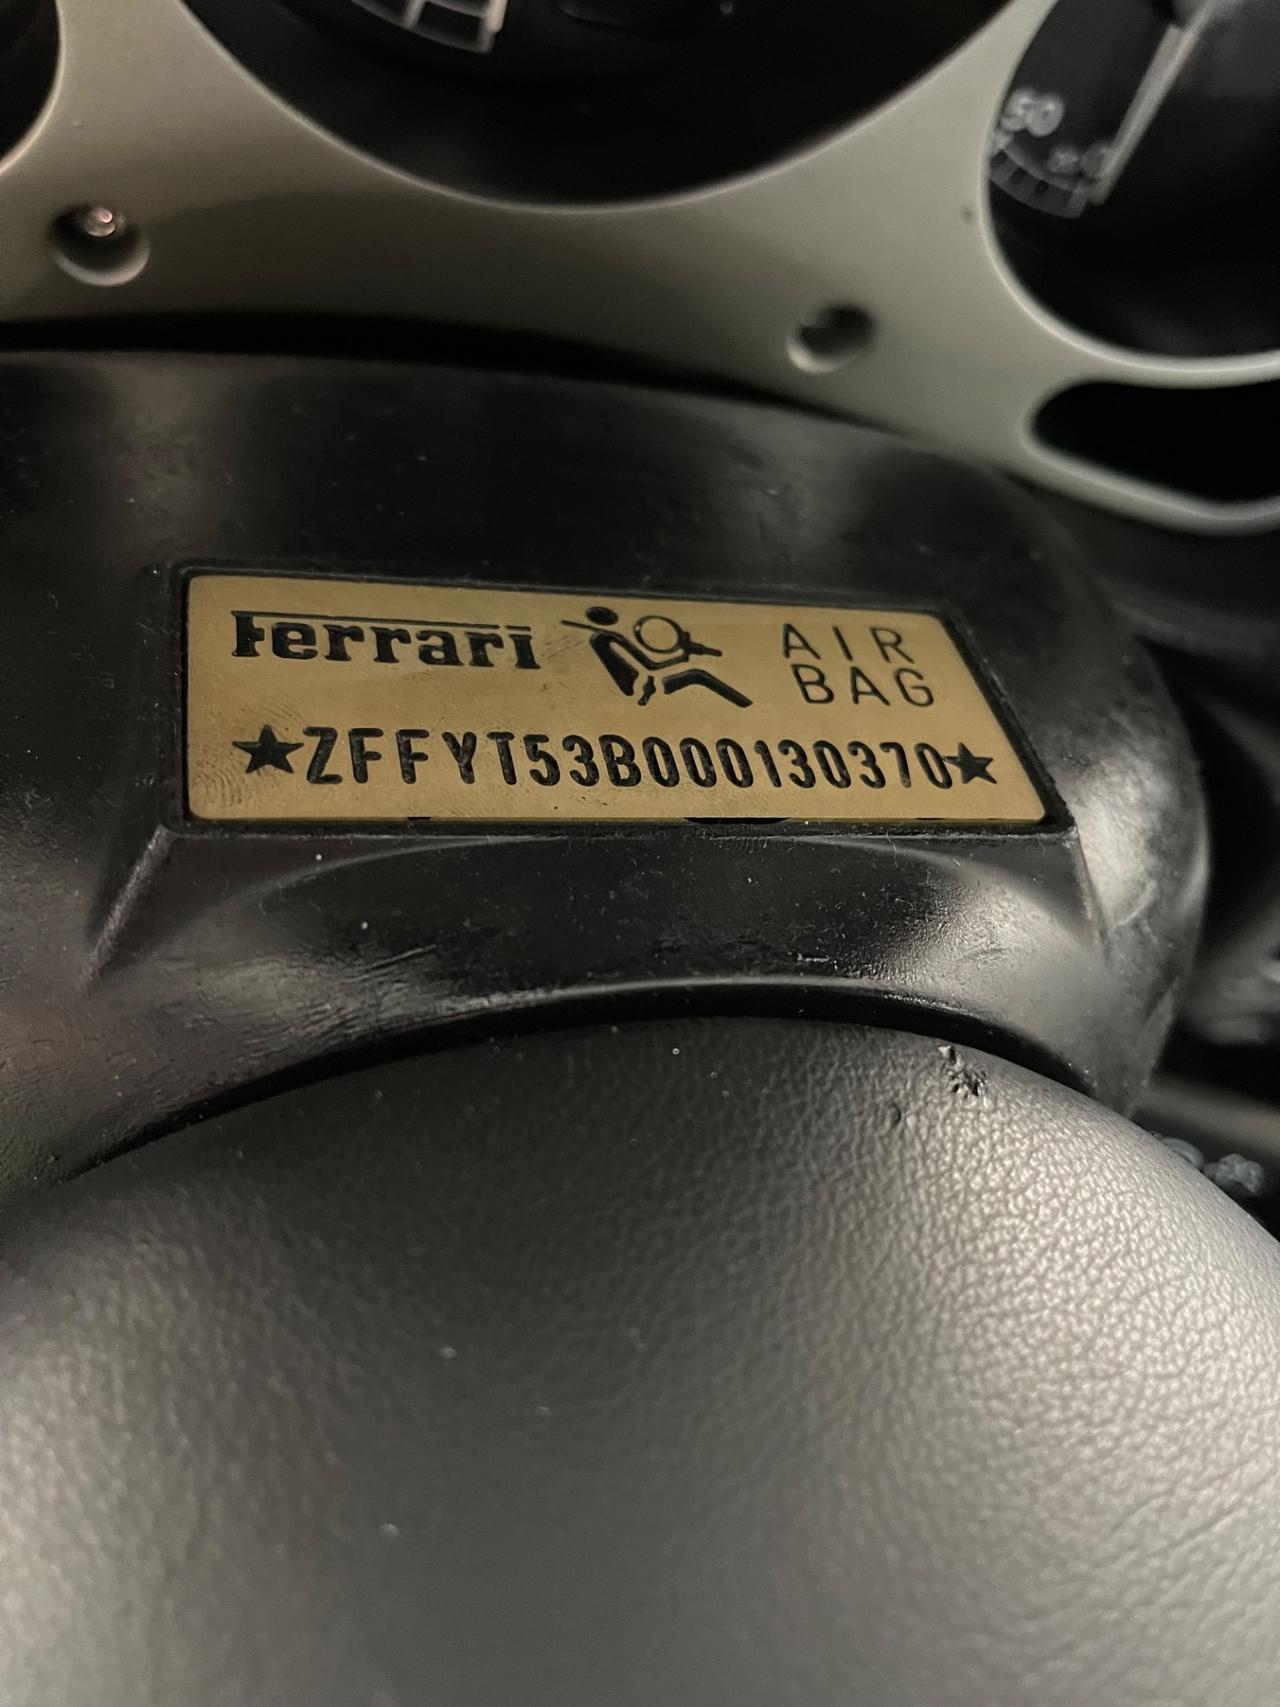 50
Ferrari AIR
BAG
★ZFFYT53B000130370★